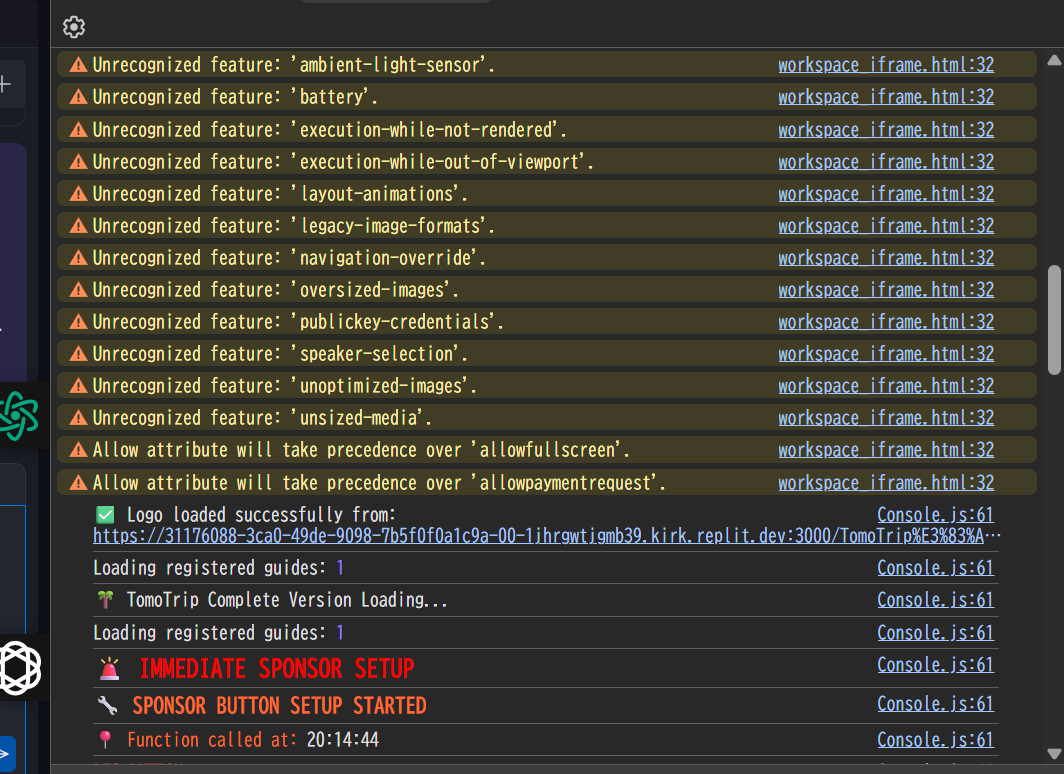 Unrecognized feature: 'ambient-light-sensor'. workspace_iframe.html:32
Unrecognized feature: 'battery'. workspace_iframe.html:32
Unrecognized feature: 'execution-while-not-rendered'. workspace_iframe.html:32
Unrecognized feature: 'execution-while-out-of-viewport'. workspace_iframe.html:32
Unrecognized feature: 'layout-animations'. workspace_iframe.html:32
Unrecognized feature: 'legacy-image-formats'. workspace_iframe.html:32
Unrecognized feature: 'navigation-override'. workspace_iframe.html:32
Unrecognized feature: 'oversized-images'. workspace_iframe.html:32
Unrecognized feature: 'publickey-credentials'. workspace_iframe.html:32
Unrecognized feature: 'speaker-selection'. workspace_iframe.html:32
Unrecognized feature: 'unoptimized-images'. workspace_iframe.html:32
Unrecognized feature: 'unsized-media'. workspace_iframe.html:32
Allow attribute will take precedence over 'allowfullscreen'. workspace_iframe.html:32
Allow attribute will take precedence over 'allowpaymentrequest'. workspace_iframe.html:32
✅ Logo loaded successfully from: Console.js:61
https://31176088-3ca0-49de-9098-7b5f0f0a1c9a-00-1jhrgwtjgmb39.kirk.replit.dev:3000/TomoTrip%E3%83%A…
Loading registered guides: 1 Console.js:61
🌴 TomoTrip Complete Version Loading... Console.js:61
Loading registered guides: 1 Console.js:61
🚨 IMMEDIATE SPONSOR SETUP Console.js:61
🔧 SPONSOR BUTTON SETUP STARTED Console.js:61
📍 Function called at: 20:14:44 Console.js:61